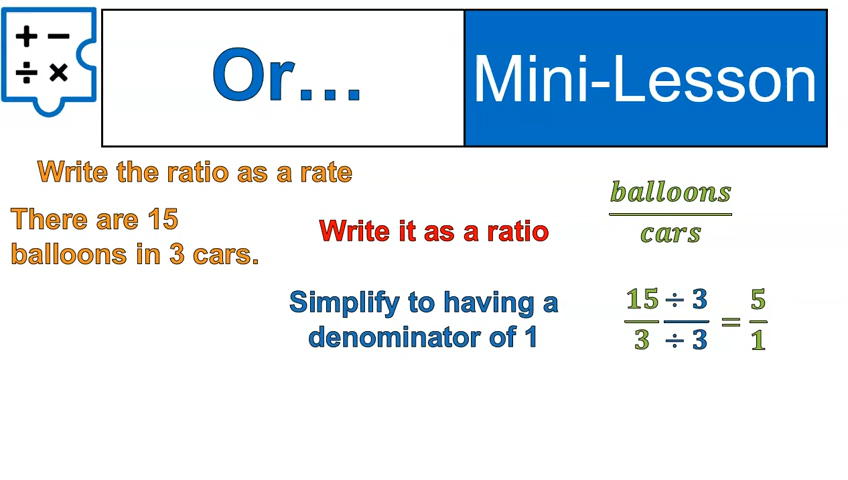 + −
÷ ×
Or…
Mini-Lesson
Write the ratio as a rate
There are 15
balloons in 3 cars.
Write it as a ratio
balloons
cars
Simplify to having a
denominator of 1
15 ÷ 3 = 5
3 ÷ 3 1